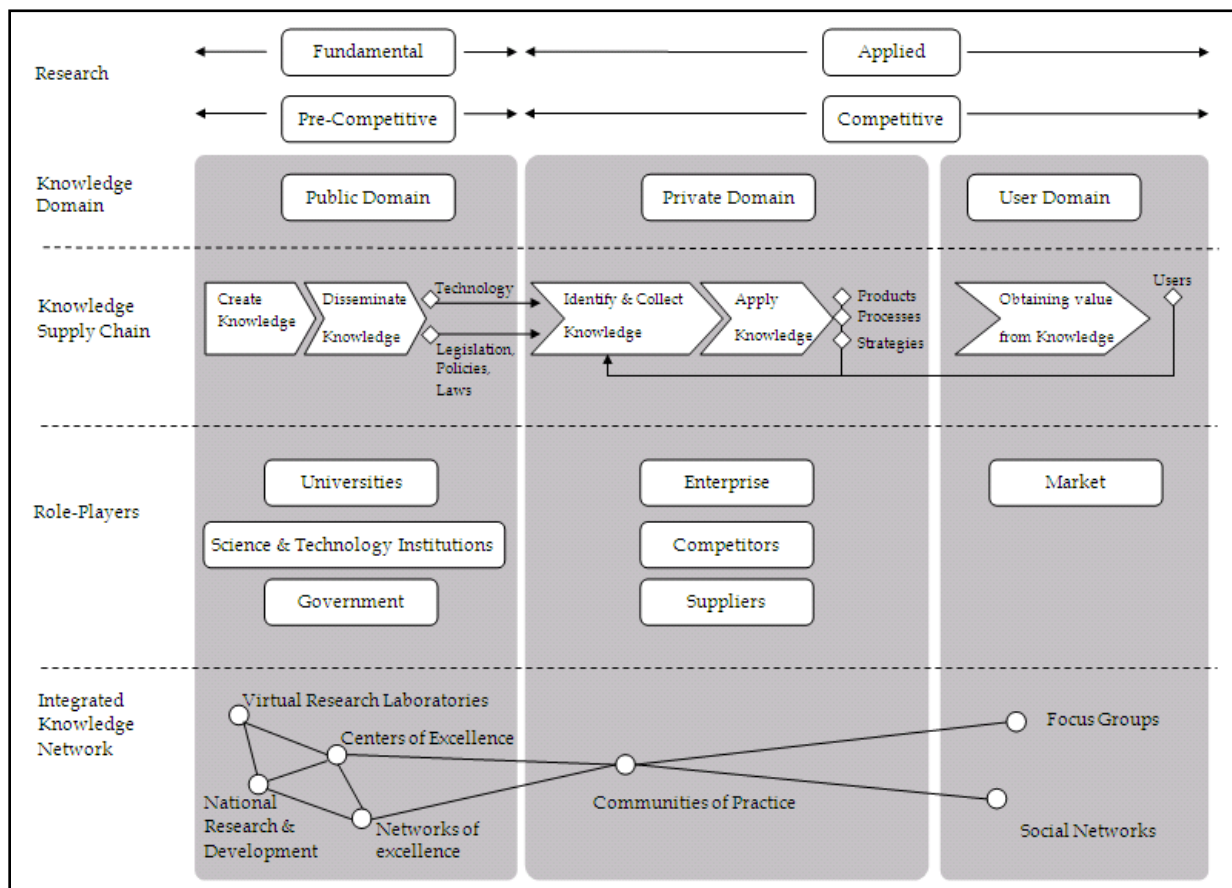 Research
Fundamental
Applied
Pre-Competitive
Competitive
Knowledge
Domain
Public Domain
Private Domain
User Domain
Knowledge
Supply Chain
Create
Knowledge
Disseminate
Knowledge
Technology
Legislation,
Policies,
Laws
Identify & Collect
Knowledge
Apply
Knowledge
Products
Processes
Strategies
Obtaining value
from Knowledge
Users
Role-Players
Universities
Enterprise
Market
Science & Technology Institutions
Competitors
Government
Suppliers
Integrated
Knowledge
Network
Virtual Research Laboratories
Centers of Excellence
National
Research &
Development
Networks of
excellence
Communities of Practice
Focus Groups
Social Networks